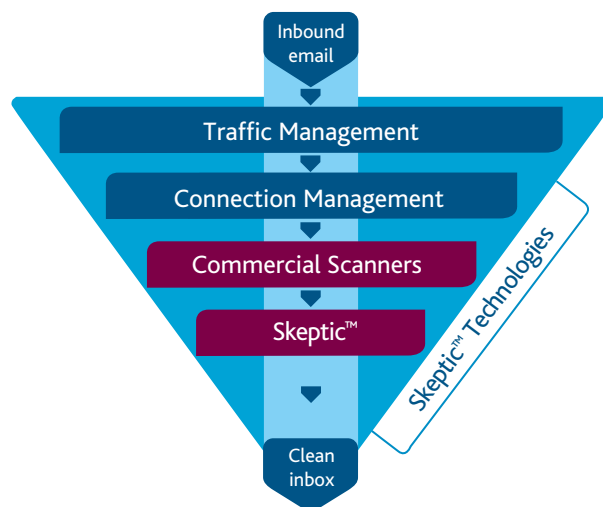 Inbound
email
Traffic Management
Connection Management
Commercial Scanners
Skeptic™
Skeptic™ Technologies
Clean
inbox